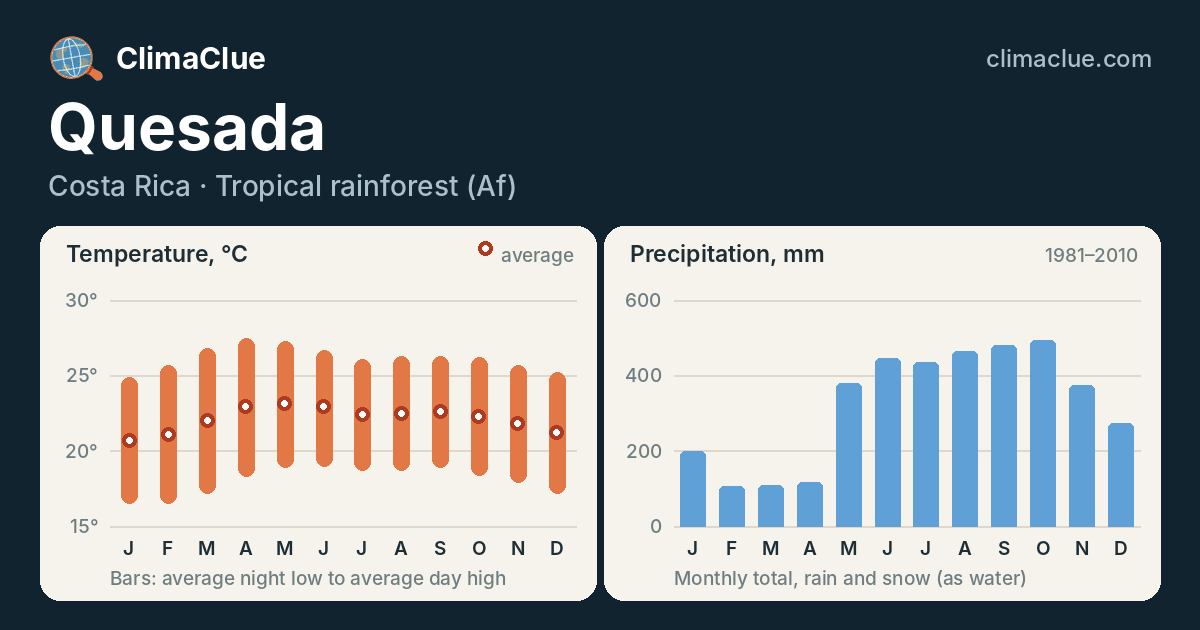 ClimaClue
climaclue.com
Quesada
Costa Rica · Tropical rainforest (Af)
Temperature, °C
average
30°
25°
20°
15°
J F M A M J J A S O N D
Bars: average night low to average day high
Precipitation, mm
1981–2010
600
400
200
0
J F M A M J J A S O N D
Monthly total, rain and snow (as water)